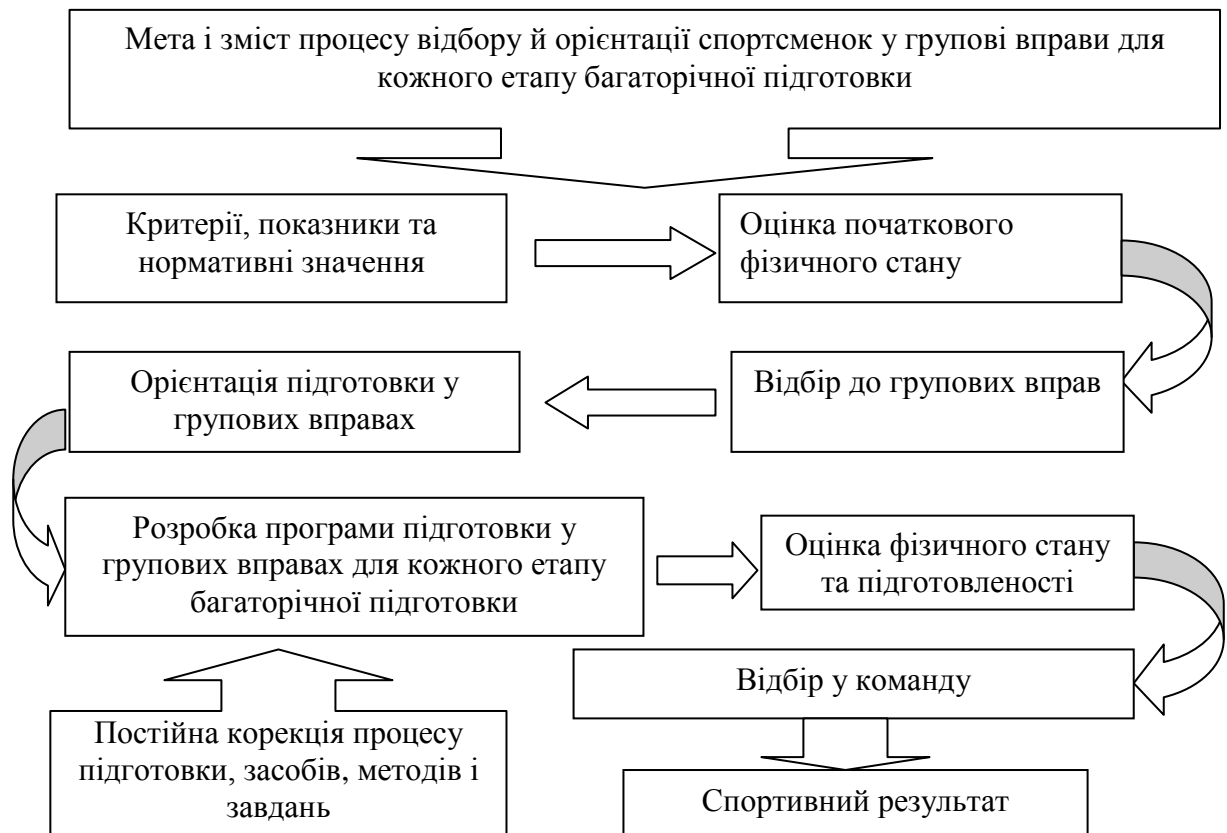 Мета і зміст процесу відбору й орієнтації спортсменок у групові вправи для
кожного етапу багаторічної підготовки
Критерії, показники та
нормативні значення
Оцінка початкового
фізичного стану
Орієнтація підготовки у
групових вправах
Відбір до групових вправ
Розробка програми підготовки у
групових вправах для кожного етапу
багаторічної підготовки
Оцінка фізичного стану
та підготовленості
Відбір у команду
Постійна корекція процесу
підготовки, засобів, методів і
завдань
Спортивний результат